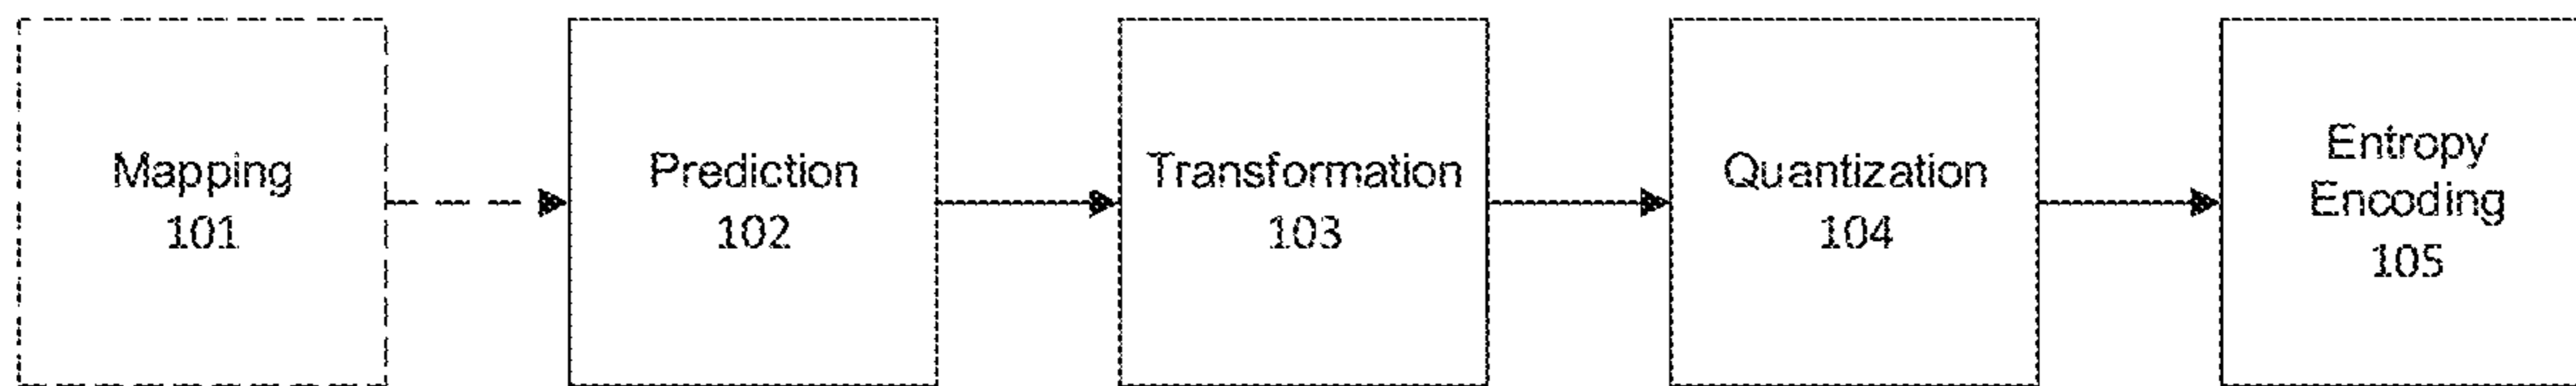 Mapping
101
Prediction
102
Transformation
103
Quantization
104
Entropy
Encoding
105